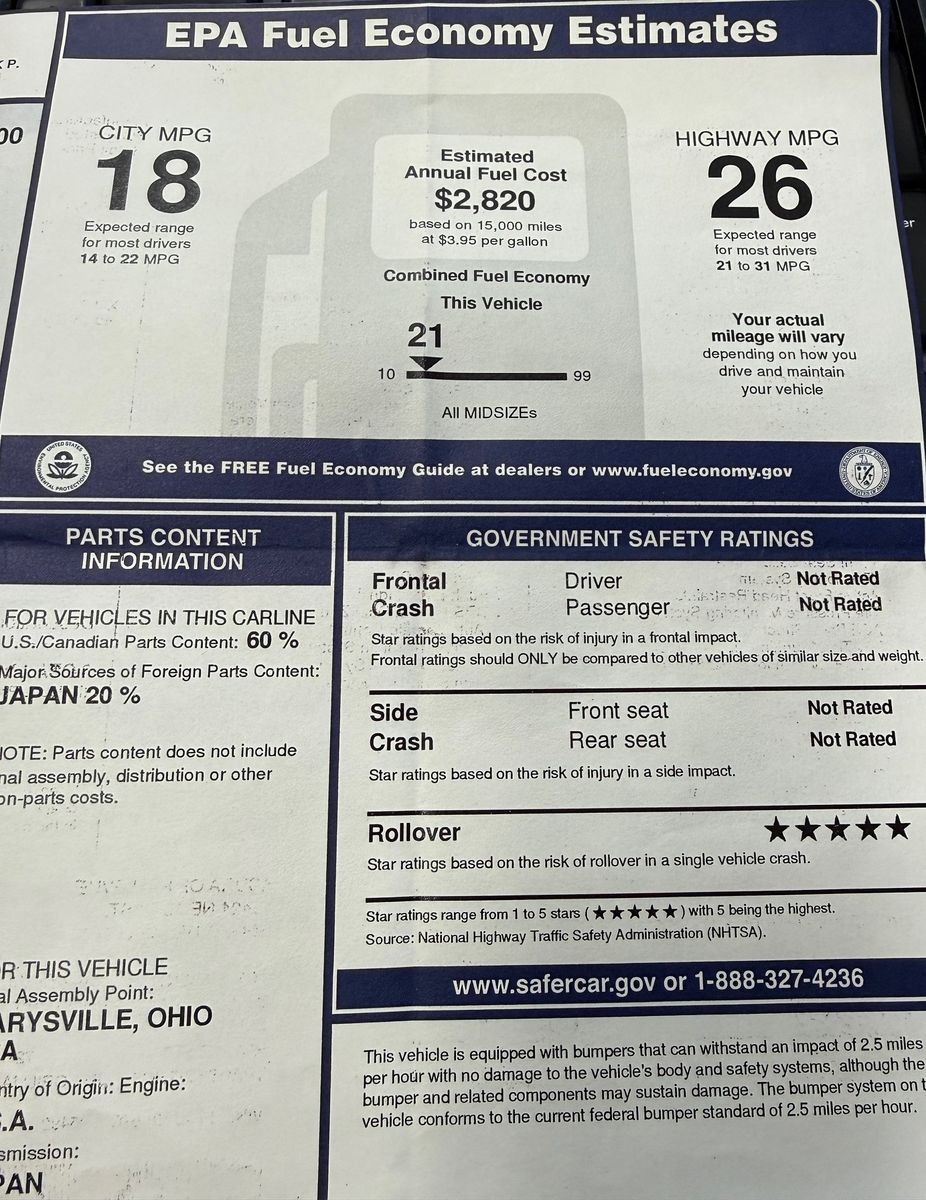 EPA Fuel Economy Estimates
P.
00
CITY MPG
18
Expected range
for most drivers
14 to 22 MPG
Estimated
Annual Fuel Cost
$2,820
based on 15,000 miles
at $3.95 per gallon
Combined Fuel Economy
This Vehicle
21
10 99
All MIDSIZEs
HIGHWAY MPG
26
Expected range
for most drivers
21 to 31 MPG
Your actual
mileage will vary
depending on how you
drive and maintain
your vehicle
er
See the FREE Fuel Economy Guide at dealers or www.fueleconomy.gov
PARTS CONTENT
INFORMATION
FOR VEHICLES IN THIS CARLINE
U.S./Canadian Parts Content: 60 %
Major Sources of Foreign Parts Content:
JAPAN 20 %
OTE: Parts content does not include
nal assembly, distribution or other
on-parts costs.
R THIS VEHICLE
al Assembly Point:
ARYSVILLE, OHIO
A
ntry of Origin: Engine:
.A.
smission:
PAN
GOVERNMENT SAFETY RATINGS
Frontal Driver Not Rated
Crash Passenger Not Rated
Star ratings based on the risk of injury in a frontal impact.
Frontal ratings should ONLY be compared to other vehicles of similar size and weight.
Side Front seat Not Rated
Crash Rear seat Not Rated
Star ratings based on the risk of injury in a side impact.
Rollover ★★★★★
Star ratings based on the risk of rollover in a single vehicle crash.
Star ratings range from 1 to 5 stars (★★★★★) with 5 being the highest.
Source: National Highway Traffic Safety Administration (NHTSA).
www.safercar.gov or 1-888-327-4236
This vehicle is equipped with bumpers that can withstand an impact of 2.5 miles
per hour with no damage to the vehicle's body and safety systems, although the
bumper and related components may sustain damage. The bumper system on t
vehicle conforms to the current federal bumper standard of 2.5 miles per hour.